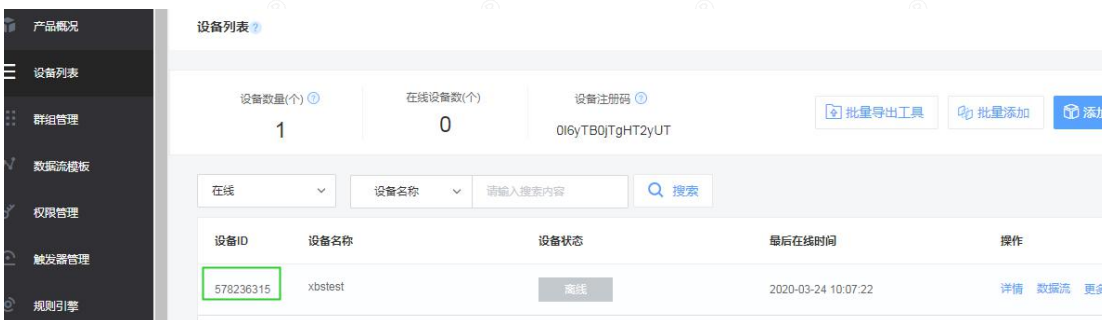 产品概况
设备列表
群组管理
数据流模板
权限管理
触发器管理
规则引擎
设备列表 ?
设备数量(个) ? 在线设备数(个) 设备注册码 ?
1 0 0I6yTB0jTgHT2yUT
批量导出工具 批量添加 添加
在线 设备名称 请输入搜索内容 搜索
设备ID 设备名称 设备状态 最后在线时间 操作
578236315 xbstest 离线 2020-03-24 10:07:22 详情 数据流 更多